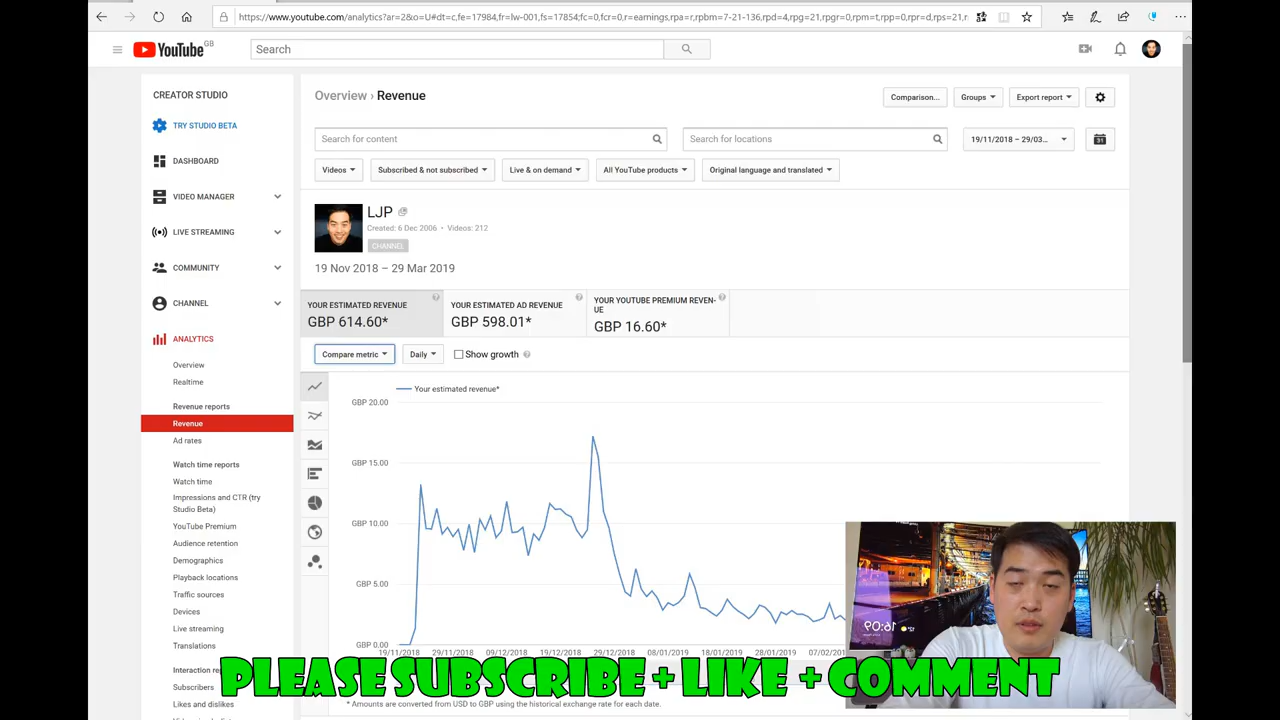 https://www.youtube.com/analytics?ar=2&o=U#dt=c,fe=17984,fr=lw-001,fs=17854;fc=0,fcr=0,r=earnings,rpa=r,rpbm=7-21-136,rpd=4,rpg=21,rpgr=0,rpm=t,rpp=0,rpr=d,rps=21,r
YouTube GB
Search
CREATOR STUDIO
TRY STUDIO BETA
DASHBOARD
VIDEO MANAGER
LIVE STREAMING
COMMUNITY
CHANNEL
ANALYTICS
Overview
Realtime
Revenue reports
Revenue
Ad rates
Watch time reports
Watch time
Impressions and CTR (try
Studio Beta)
YouTube Premium
Audience retention
Demographics
Playback locations
Traffic sources
Devices
Live streaming
Translations
Interaction
Subscribers
Likes and dislikes
Overview › Revenue
Comparison...
Groups
Export report
Search for content
Search for locations
19/11/2018 – 29/03...
31
Videos
Subscribed & not subscribed
Live & on demand
All YouTube products
Original language and translated
LJP
Created: 6 Dec 2006 • Videos: 212
CHANNEL
19 Nov 2018 – 29 Mar 2019
YOUR ESTIMATED REVENUE
GBP 614.60*
YOUR ESTIMATED AD REVENUE
GBP 598.01*
YOUR YOUTUBE PREMIUM REVEN-
UE
GBP 16.60*
Compare metric
Daily
Show growth
Your estimated revenue*
GBP 20.00
GBP 15.00
GBP 10.00
GBP 5.00
GBP 0.00
19/11/2018 29/11/2018 09/12/2018 19/12/2018 29/12/2018 08/01/2019 18/01/2019 28/01/2019 07/02
PLEASE SUBSCRIBE + LIKE + COMMENT
* Amounts are converted from USD to GBP using the historical exchange rate for each date.